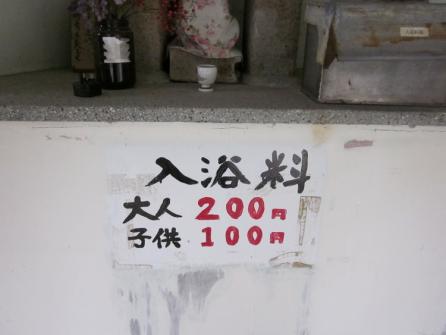 入浴料
大人 200円
子供 100円